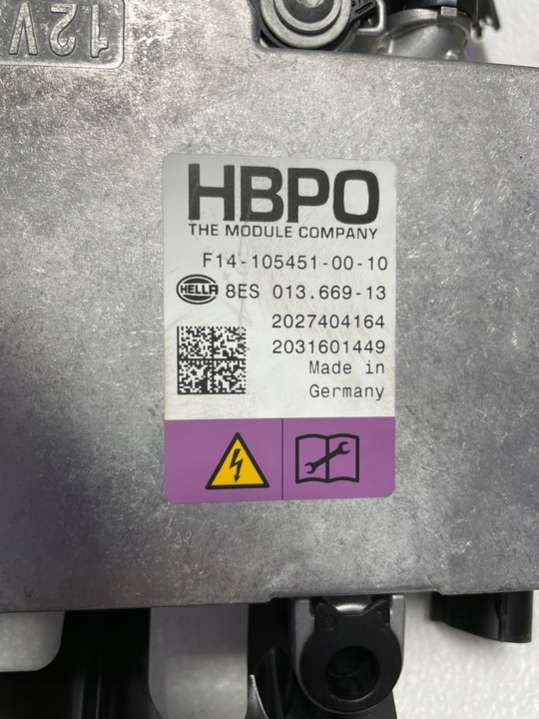 12V
HBPO
THE MODULE COMPANY
F14-105451-00-10
HELLA 8ES 013.669-13
2027404164
2031601449
Made in
Germany